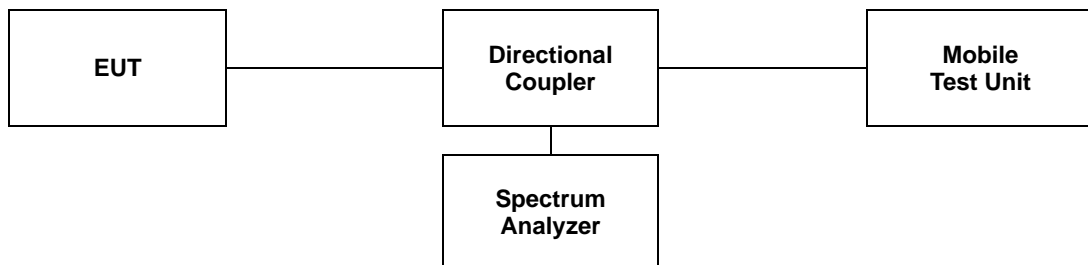 EUT
Directional
Coupler
Mobile
Test Unit
Spectrum
Analyzer